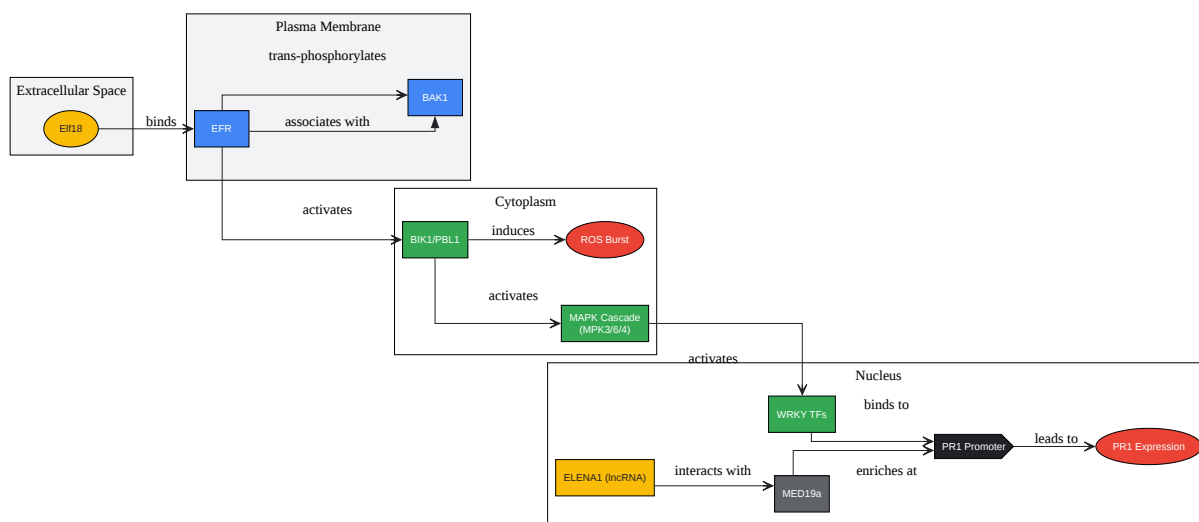 Plasma Membrane
trans-phosphorylates
Extracellular Space
BAK1
Elf18
binds
EFR
associates with
activates
Cytoplasm
BIK1/PBL1
induces
ROS Burst
activates
MAPK Cascade
(MPK3/6/4)
activates
Nucleus
WRKY TFs
binds to
PR1 Promoter
leads to
PR1 Expression
ELENA1 (lncRNA)
interacts with
MED19a
enriches at